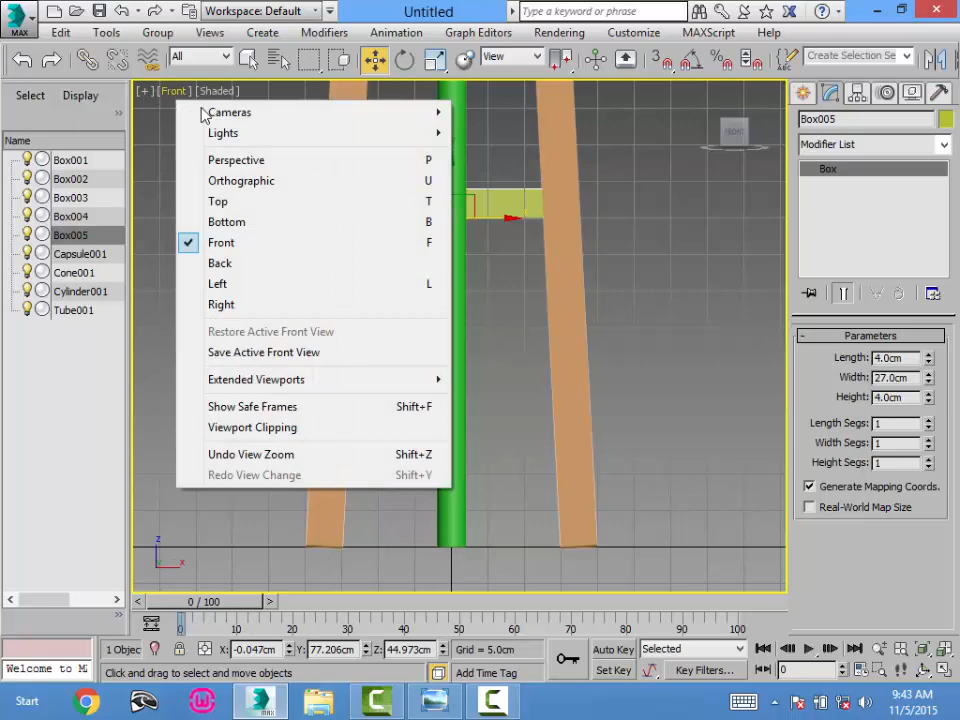 MAX
Workspace: Default
Untitled
Type a keyword or phrase
Edit Tools Group Views Create Modifiers Animation Graph Editors Rendering Customize MAXScript Help
All
View
Create Selection Se
Select Display
Name
Box001
Box002
Box003
Box004
Box005
Capsule001
Cone001
Cylinder001
Tube001
[+] [Front ] [Shaded ]
FRONT
Cameras
Lights
Perspective P
Orthographic U
Top T
Bottom B
Front F
Back
Left L
Right
Restore Active Front View
Save Active Front View
Extended Viewports
Show Safe Frames Shift+F
Viewport Clipping
Undo View Zoom Shift+Z
Redo View Change Shift+Y
z
x
Box005
Modifier List
Box
- Parameters
Length: 4.0cm
Width: 27.0cm
Height: 4.0cm
Length Segs: 1
Width Segs: 1
Height Segs: 1
Generate Mapping Coords.
Real-World Map Size
< 0 / 100 >
0 10 20 30 40 50 60 70 80 90 100
1 Object X: -0.047cm Y: 77.206cm Z: 44.973cm Grid = 5.0cm
Auto Key Selected
Welcome to M
Click and drag to select and move objects
Add Time Tag
Set Key Key Filters... 0
Start
MAX
9:43 AM
11/5/2015